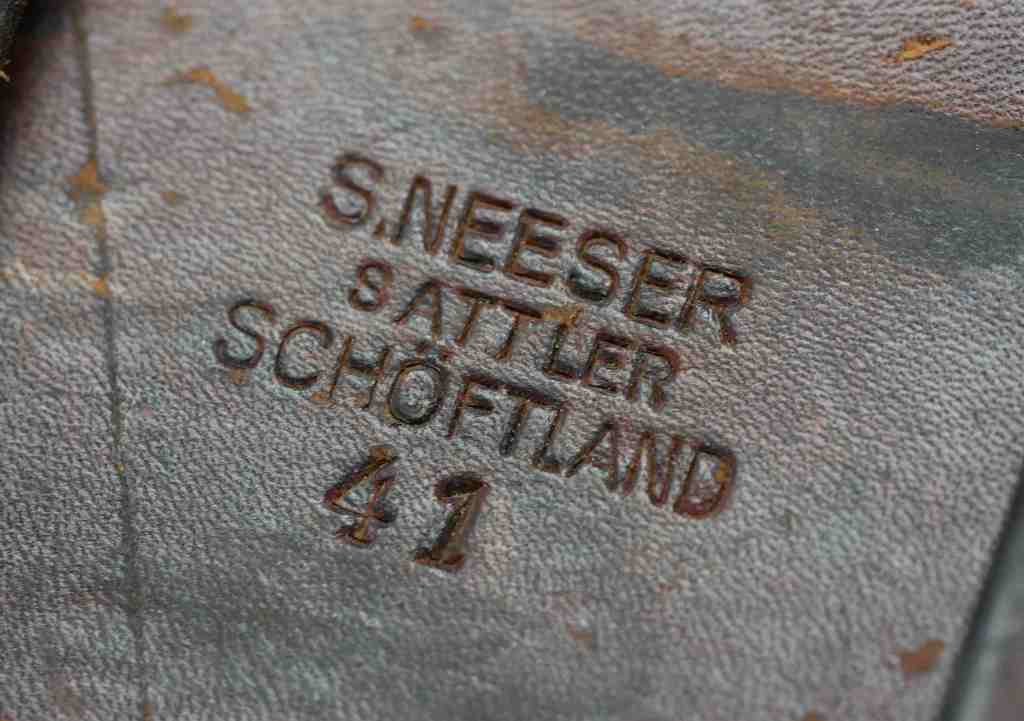 S.NEESER
SATTLER
SCHÖFTLAND
41